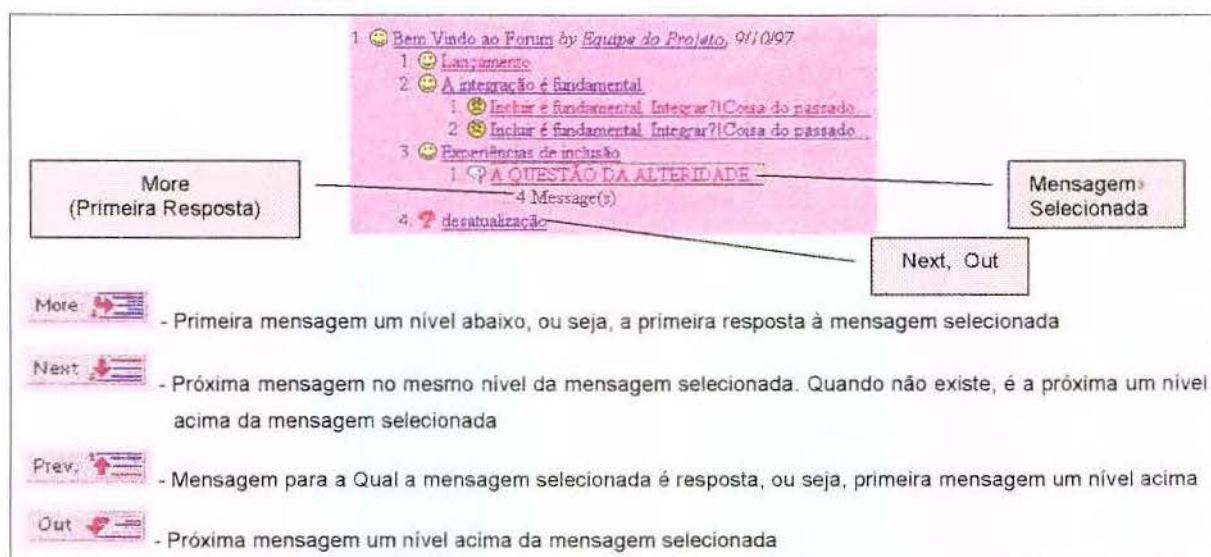 1. Bem Vindo ao Forum by Equipe do Projeto, 9/10/97
1. Lançamento
2. A integração é fundamental
1. Incluir é fundamental. Integrar?!Coisa do passado...
2. Incluir é fundamental. Integrar?!Coisa do passado...
3. Experiências de inclusão
1. A QUESTÃO DA ALTERIDADE
...4 Message(s)
4. desatualização
More
(Primeira Resposta)
Mensagem
Selecionada
Next, Out
More - Primeira mensagem um nível abaixo, ou seja, a primeira resposta à mensagem selecionada
Next - Próxima mensagem no mesmo nível da mensagem selecionada. Quando não existe, é a próxima um nível
acima da mensagem selecionada
Prev. - Mensagem para a Qual a mensagem selecionada é resposta, ou seja, primeira mensagem um nível acima
Out - Próxima mensagem um nível acima da mensagem selecionada